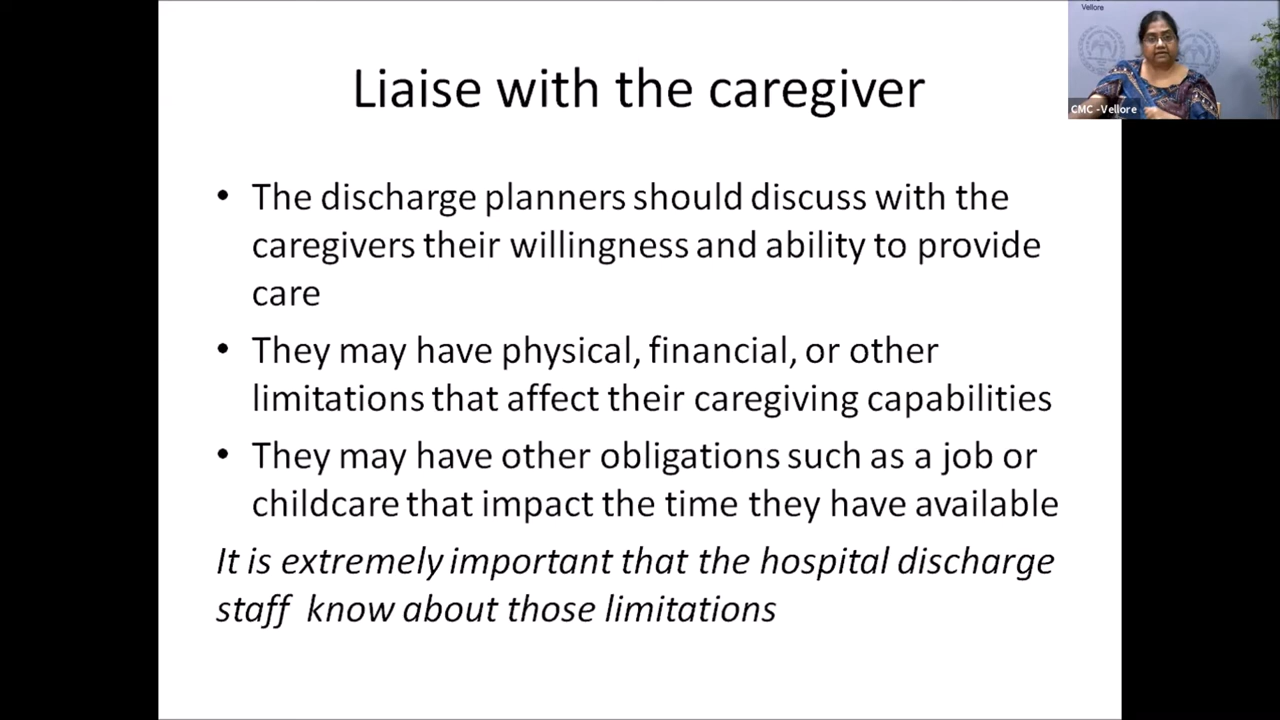 Vellore
Liaise with the caregiver
CMC -Vellore
• The discharge planners should discuss with the
caregivers their willingness and ability to provide
care
• They may have physical, financial, or other
limitations that affect their caregiving capabilities
• They may have other obligations such as a job or
childcare that impact the time they have available
It is extremely important that the hospital discharge
staff know about those limitations